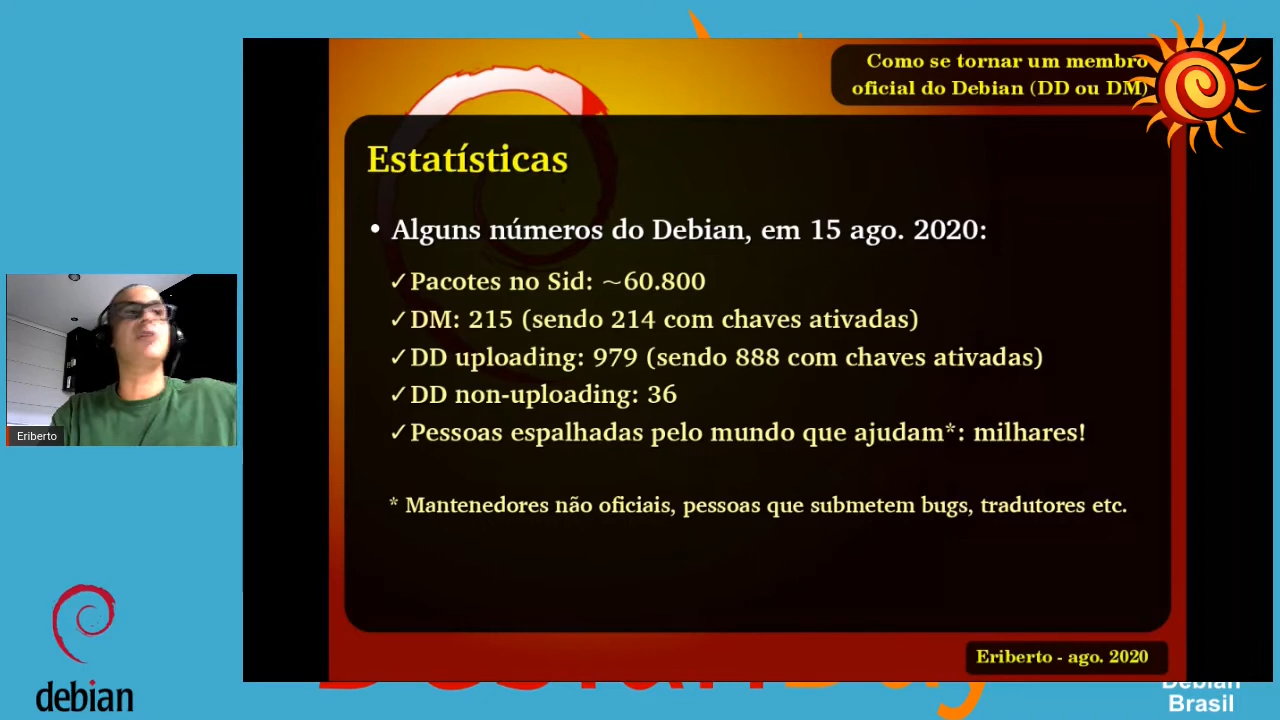 Como se tornar um membro
oficial do Debian (DD ou DM)
Estatísticas
• Alguns números do Debian, em 15 ago. 2020:
✓Pacotes no Sid: ~60.800
✓DM: 215 (sendo 214 com chaves ativadas)
✓DD uploading: 979 (sendo 888 com chaves ativadas)
✓DD non-uploading: 36
✓Pessoas espalhadas pelo mundo que ajudam*: milhares!
* Mantenedores não oficiais, pessoas que submetem bugs, tradutores etc.
Eriberto
Eriberto - ago. 2020
debian
Debian
Brasil